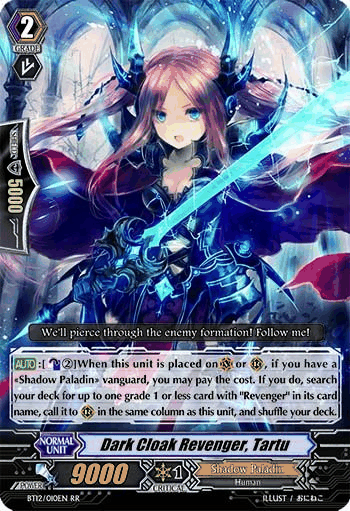 2
GRADE
SHIELD
5000
We'll pierce through the enemy formation! Follow me!
AUTO :[ ②]When this unit is placed on Ⓥ or Ⓡ, if you have a
«Shadow Paladin» vanguard, you may pay the cost. If you do, search
your deck for up to one grade 1 or less card with "Revenger" in its card
name, call it to Ⓡ in the same column as this unit, and shuffle your deck.
NORMAL UNIT
Dark Cloak Revenger, Tartu
POWER 9000
1 CRITICAL
Shadow Paladin
Human
BT12/010EN RR
ILLUST / おにねこ